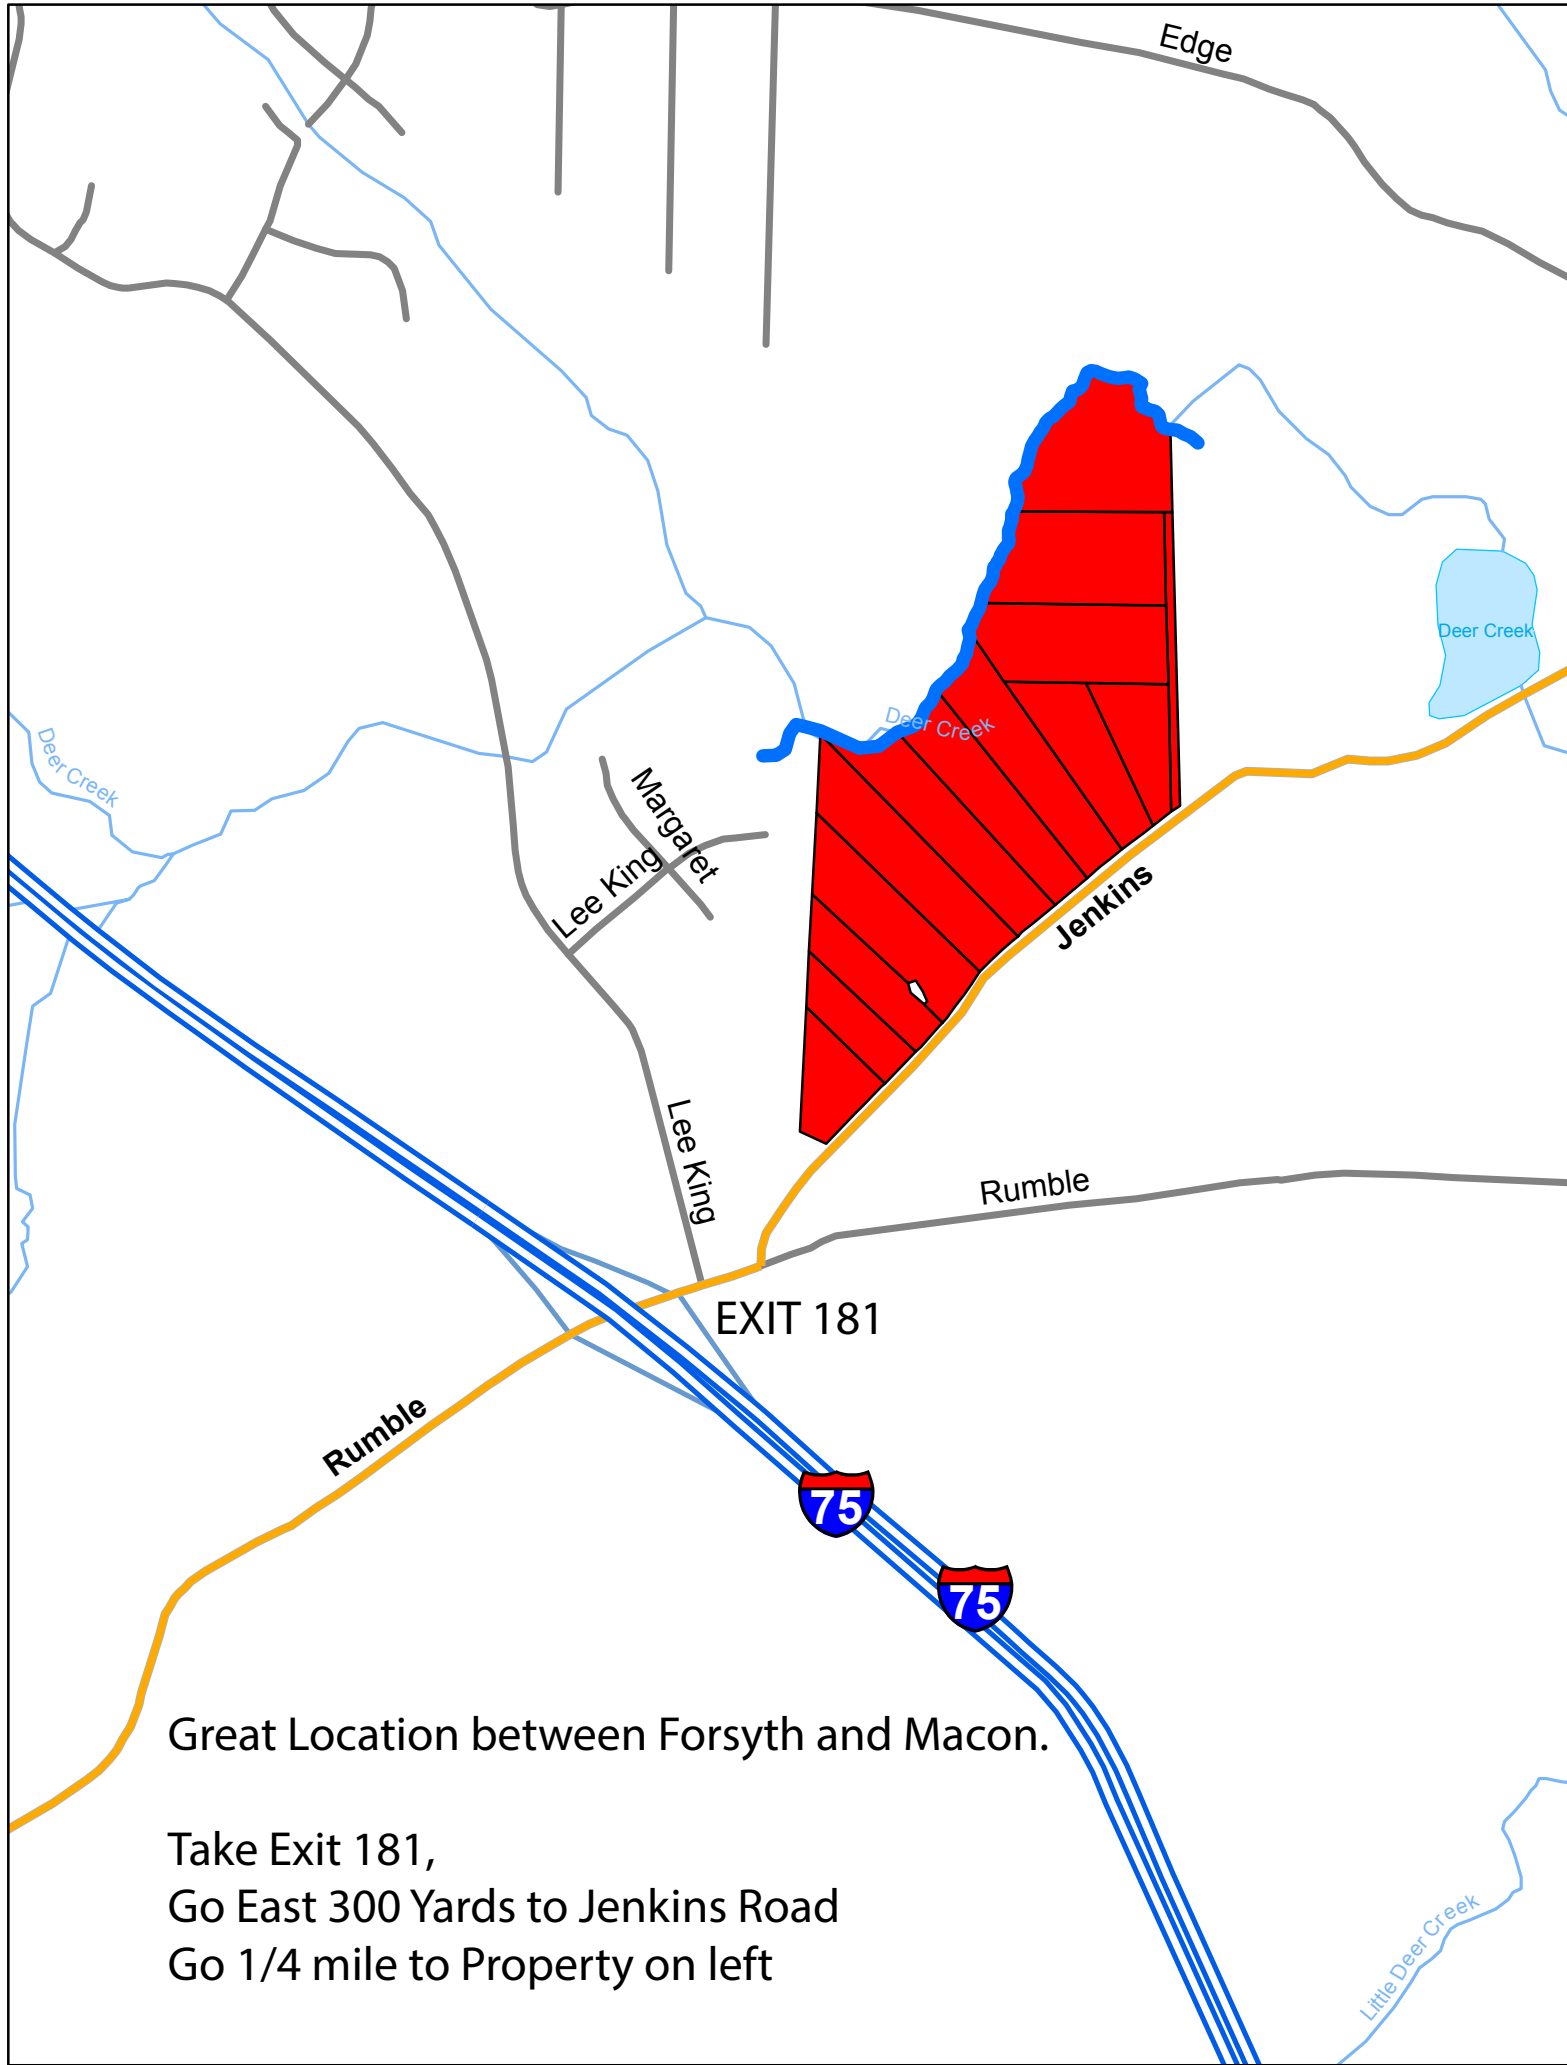 Edge
Deer Creek
Deer Creek
Deer Creek
Margaret
Lee King
Jenkins
Lee King
Rumble
EXIT 181
Rumble
75
75
Great Location between Forsyth and Macon.
Take Exit 181,
Go East 300 Yards to Jenkins Road
Go 1/4 mile to Property on left
Little Deer Creek